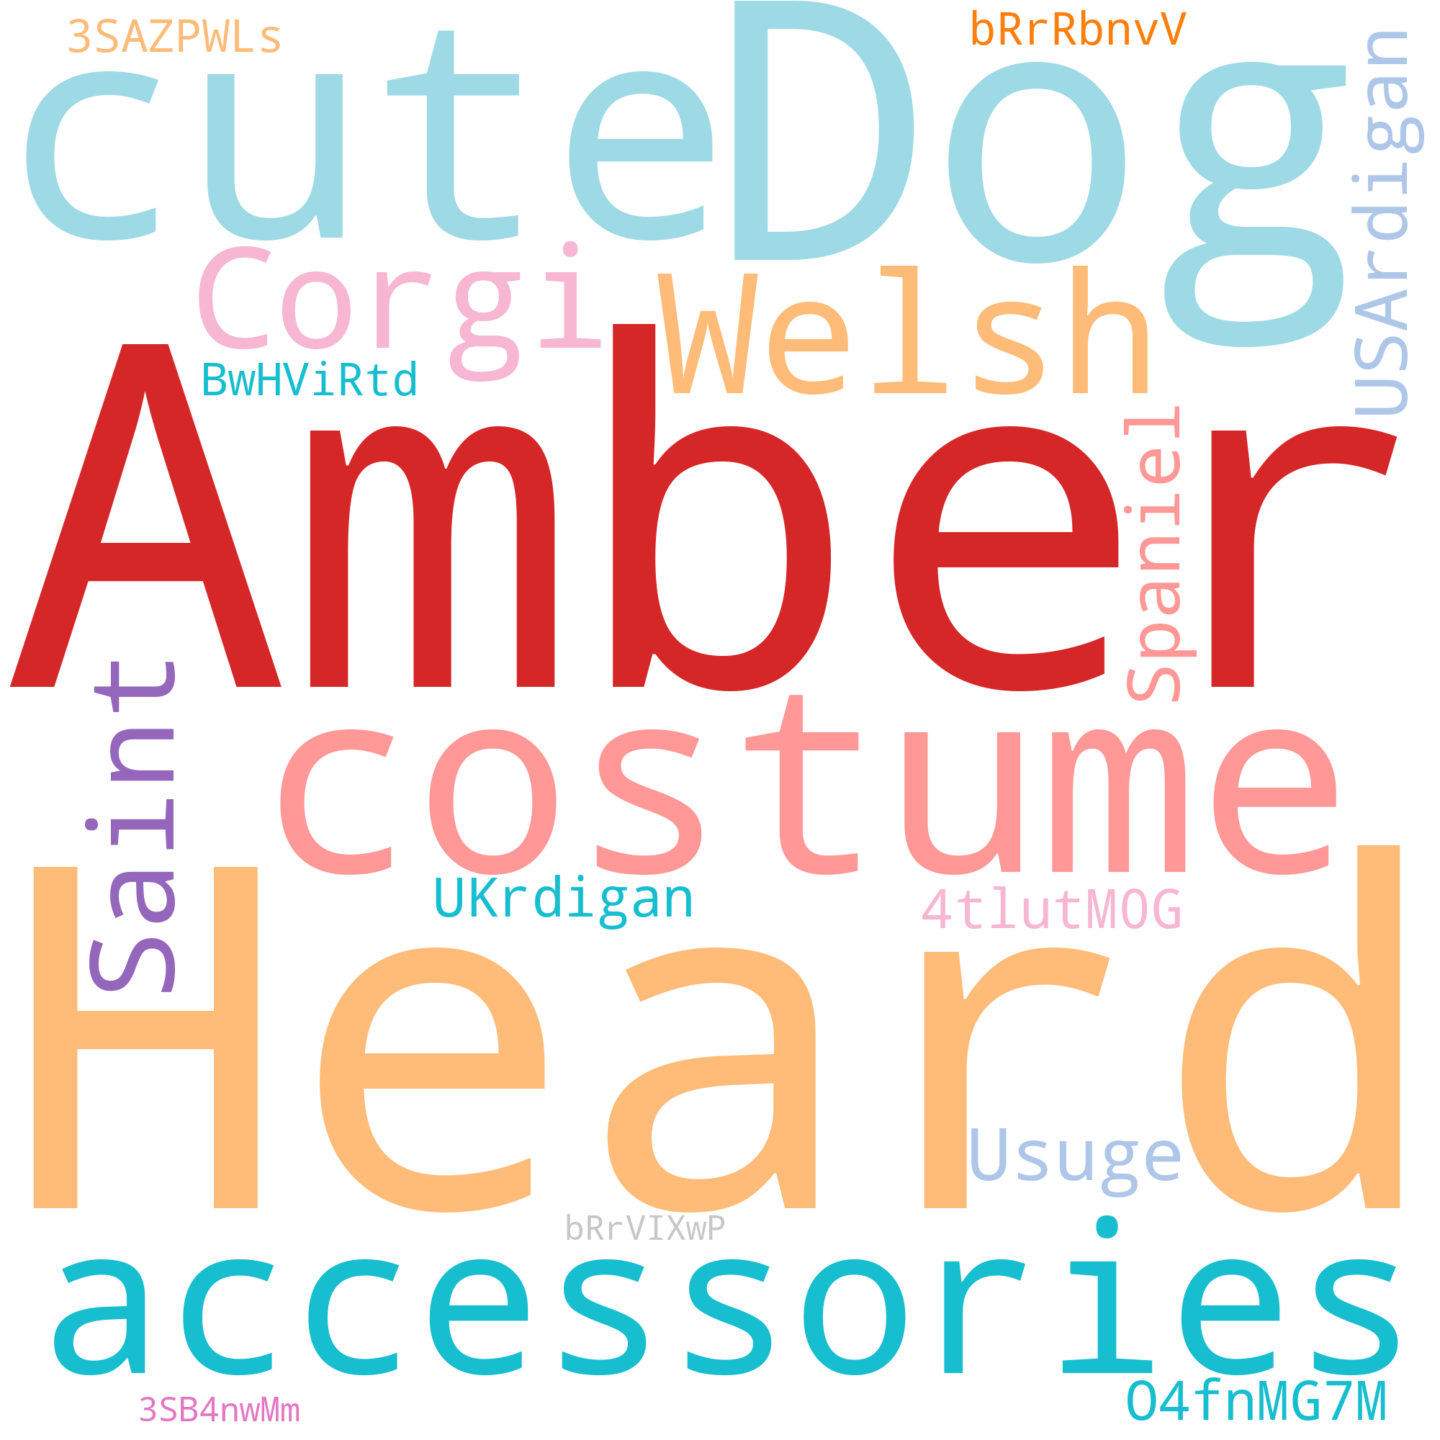 3SAZPWLs
bRrRbnvV
cute
Dog
USArdigan
Corgi
Welsh
BwHViRtd
Amber
Spaniel
Saint
costume
UKrdigan
4tlutMOG
Heard
Usuge
bRrVIXwP
accessories
3SB4nwMm
O4fnMG7M